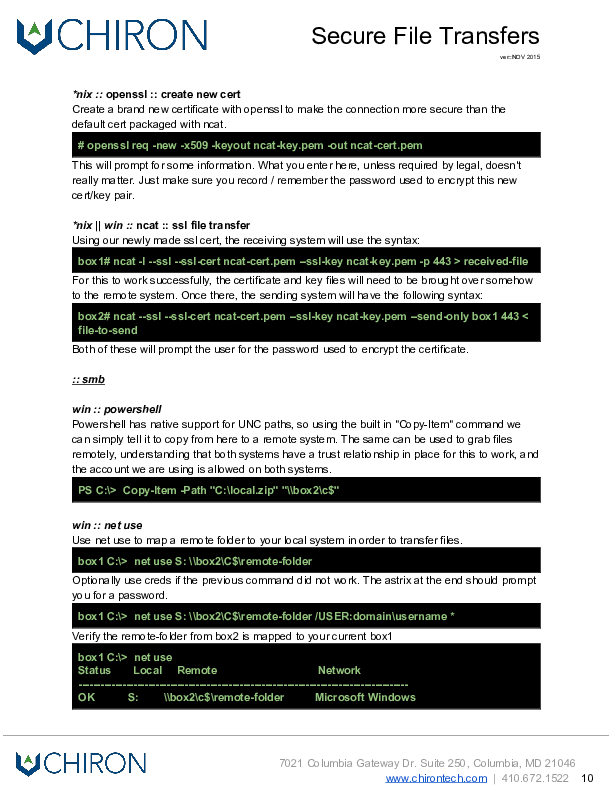 CHIRON
Secure File Transfers
ver:NOV 2015
*nix :: openssl :: create new cert
Create a brand new certificate with openssl to make the connection more secure than the
default cert packaged with ncat.
# openssl req -new -x509 -keyout ncat-key.pem -out ncat-cert.pem
This will prompt for some information. What you enter here, unless required by legal, doesn't
really matter. Just make sure you record / remember the password used to encrypt this new
cert/key pair.
*nix || win :: ncat :: ssl file transfer
Using our newly made ssl cert, the receiving system will use the syntax:
box1# ncat -l --ssl --ssl-cert ncat-cert.pem --ssl-key ncat-key.pem -p 443 > received-file
For this to work successfully, the certificate and key files will need to be brought over somehow
to the remote system. Once there, the sending system will have the following syntax:
box2# ncat --ssl --ssl-cert ncat-cert.pem --ssl-key ncat-key.pem --send-only box1 443 <
file-to-send
Both of these will prompt the user for the password used to encrypt the certificate.
:: smb
win :: powershell
Powershell has native support for UNC paths, so using the built in "Copy-Item" command we
can simply tell it to copy from here to a remote system. The same can be used to grab files
remotely, understanding that both systems have a trust relationship in place for this to work, and
the account we are using is allowed on both systems.
PS C:\> Copy-Item -Path "C:\local.zip" "\\box2\c$"
win :: net use
Use net use to map a remote folder to your local system in order to transfer files.
box1 C:\> net use S: \\box2\C$\remote-folder
Optionally use creds if the previous command did not work. The astrix at the end should prompt
you for a password.
box1 C:\> net use S: \\box2\C$\remote-folder /USER:domain\username *
Verify the remote-folder from box2 is mapped to your current box1
box1 C:\> net use
Status Local Remote Network
-------------------------------------------------------------------------------
OK S: \\box2\c$\remote-folder Microsoft Windows
CHIRON
7021 Columbia Gateway Dr. Suite 250, Columbia, MD 21046
www.chirontech.com | 410.672.1522 10